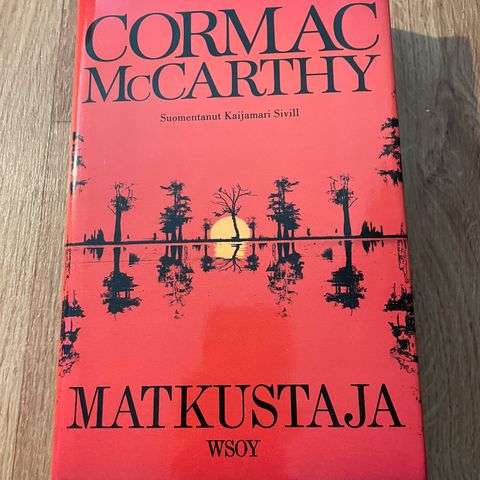 CORMAC
McCARTHY
Suomentanut Kaijamari Sivill
MATKUSTAJA
WSOY